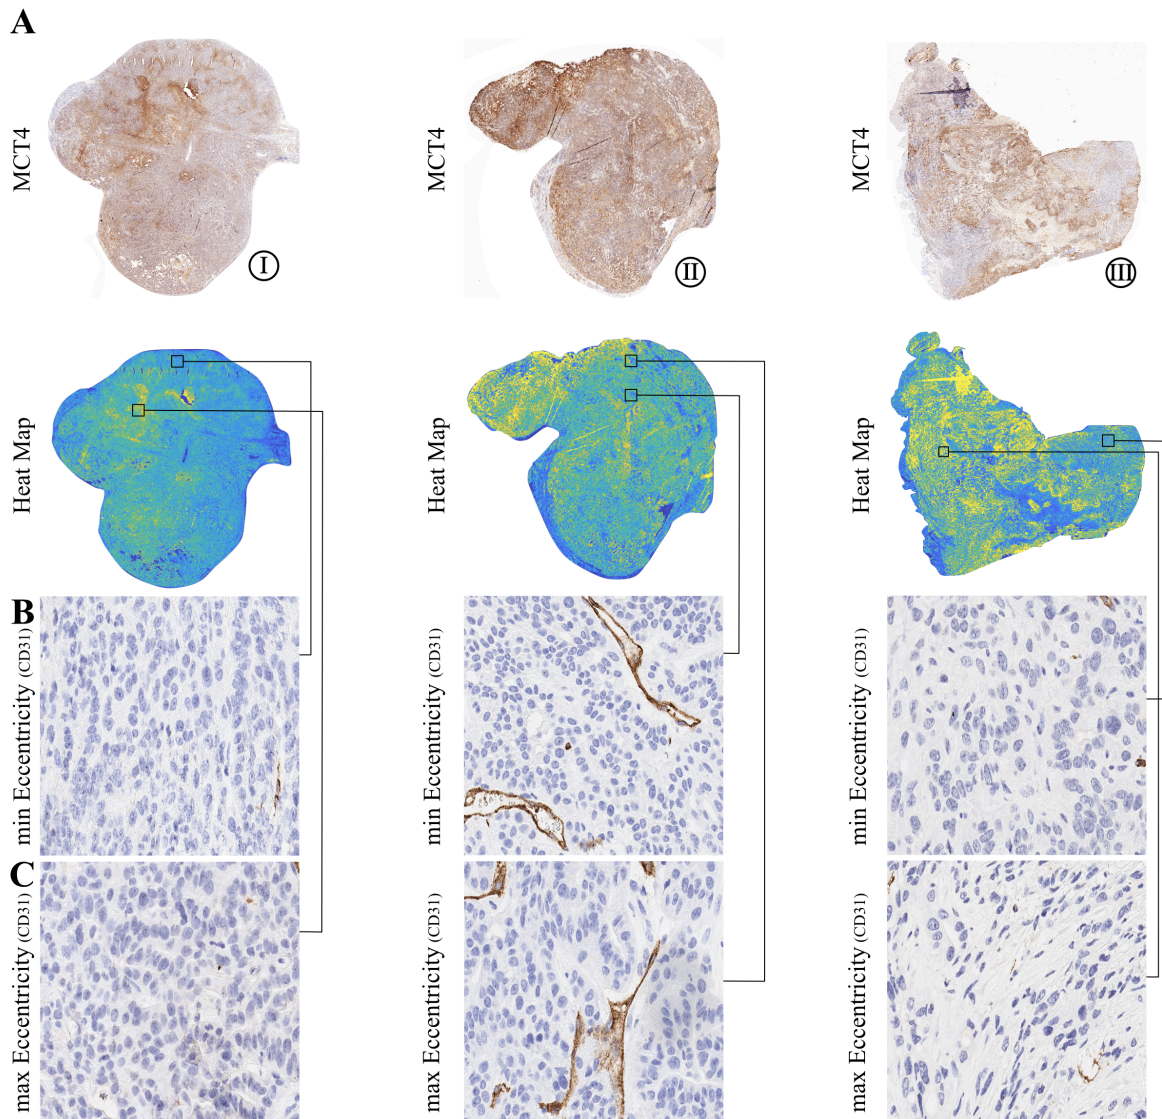 A
MCT4
MCT4
MCT4
I
II
III
Heat Map
Heat Map
Heat Map
B
min Eccentricity (CD31)
min Eccentricity (CD31)
min Eccentricity (CD31)
C
max Eccentricity (CD31)
max Eccentricity (CD31)
max Eccentricity (CD31)